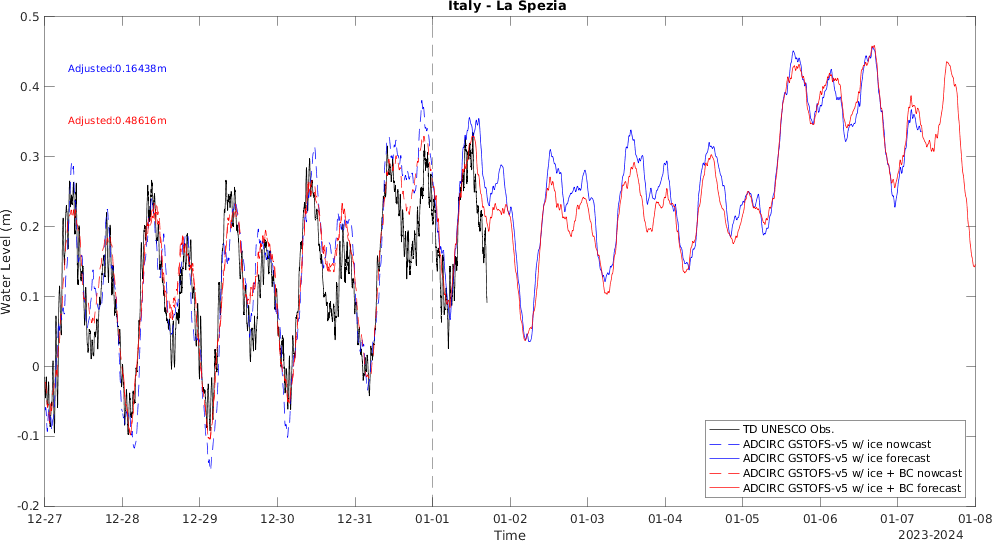 Italy - La Spezia
0.5
0.4
0.3
0.2
0.1
0
-0.1
-0.2
Water Level (m)
Adjusted:0.16438m
Adjusted:0.48616m
TD UNESCO Obs.
ADCIRC GSTOFS-v5 w/ ice nowcast
ADCIRC GSTOFS-v5 w/ ice forecast
ADCIRC GSTOFS-v5 w/ ice + BC nowcast
ADCIRC GSTOFS-v5 w/ ice + BC forecast
12-27 12-28 12-29 12-30 12-31 01-01 01-02 01-03 01-04 01-05 01-06 01-07 01-08
Time
2023-2024